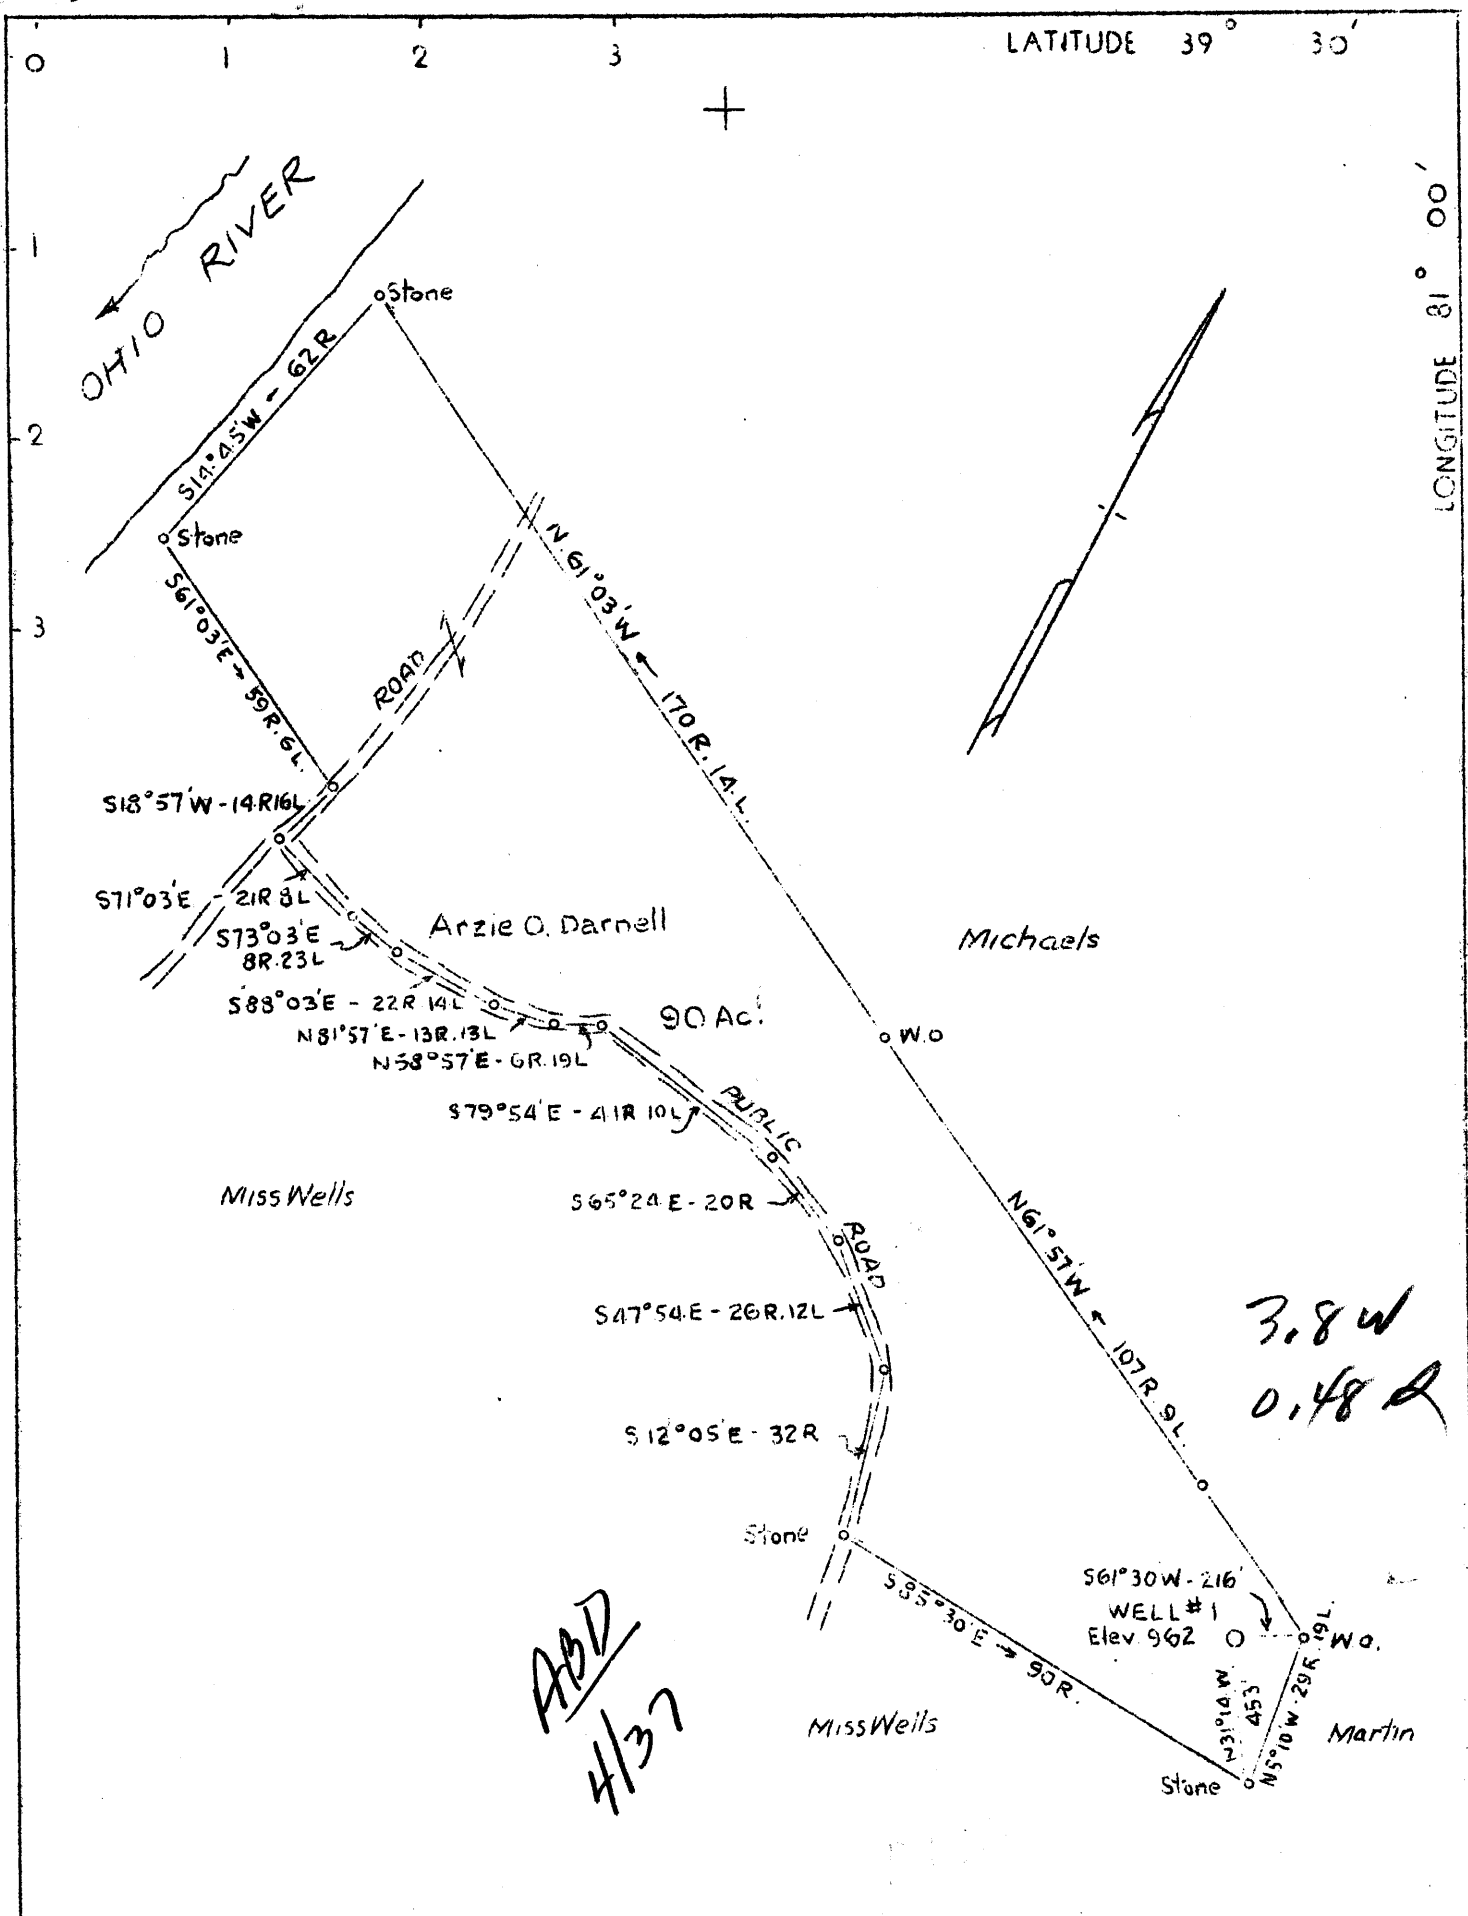 0 1 2 3 LATITUDE 39° 30'
LONGITUDE 81° 00'
1
2
3
OHIO RIVER
Stone
S14°45'W - 62R
Stone
S61°03'E → 59R.6L.
ROAD
N.61°03'W ← 170R.14.L.
S18°57'W-14R16L
S71°03'E - 21R 8L
S73°03'E
8R.23L
Arzie O. Darnell
Michaels
S88°03'E - 22R 14L
N81°57'E-13R.13L
N58°57'E-6R.19L
90 Ac.
W.O
S79°54'E - 41R 10L
PUBLIC
ROAD
Miss Wells
S65°24E-20R
N61°57'W ← 107R.9L.
S47°54E-26R.12L
3.8 W
0.48
S12°05'E - 32R
Stone
S85°30'E → 90R.
S61°30W-216'
WELL #1
Elev. 962
W.O.
N31°14W
453'
N5°10'W-29R.19L.
ABD
4/37
Miss Wells
Martin
Stone